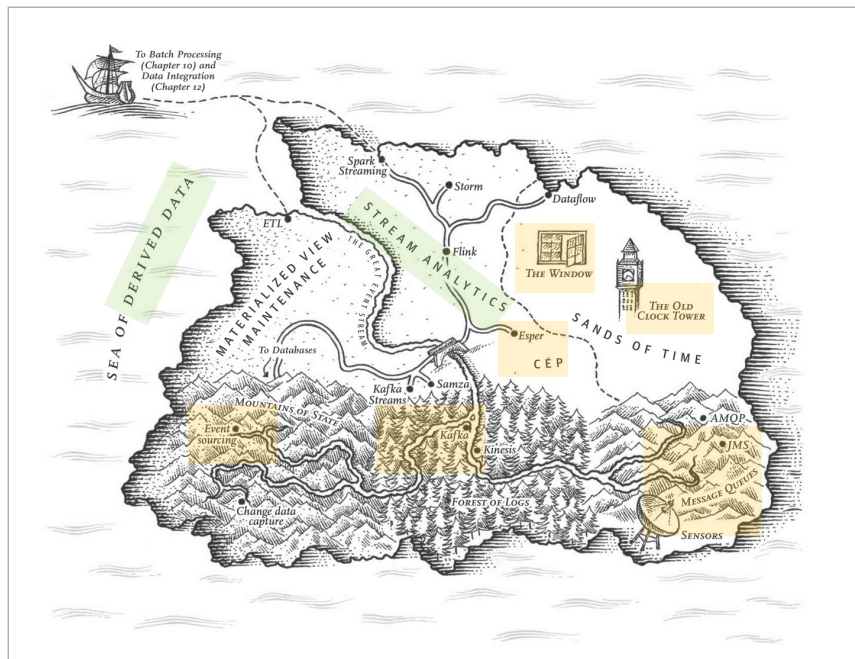 To Batch Processing
(Chapter 10) and
Data Integration
(Chapter 12)
Spark
Streaming
Storm
Dataflow
ETL
Flink
SEA OF DERIVED DATA
STREAM ANALYTICS
THE GREAT EVENT STREAM
MATERIALIZED VIEW
MAINTENANCE
THE WINDOW
THE OLD
CLOCK TOWER
SANDS OF TIME
Esper
CEP
To Databases
Kafka
Streams
Samza
MOUNTAINS OF STATE
Event
sourcing
Kafka
Kinesis
AMQP
JMS
MESSAGE QUEUES
Change data
capture
FOREST OF LOGS
SENSORS